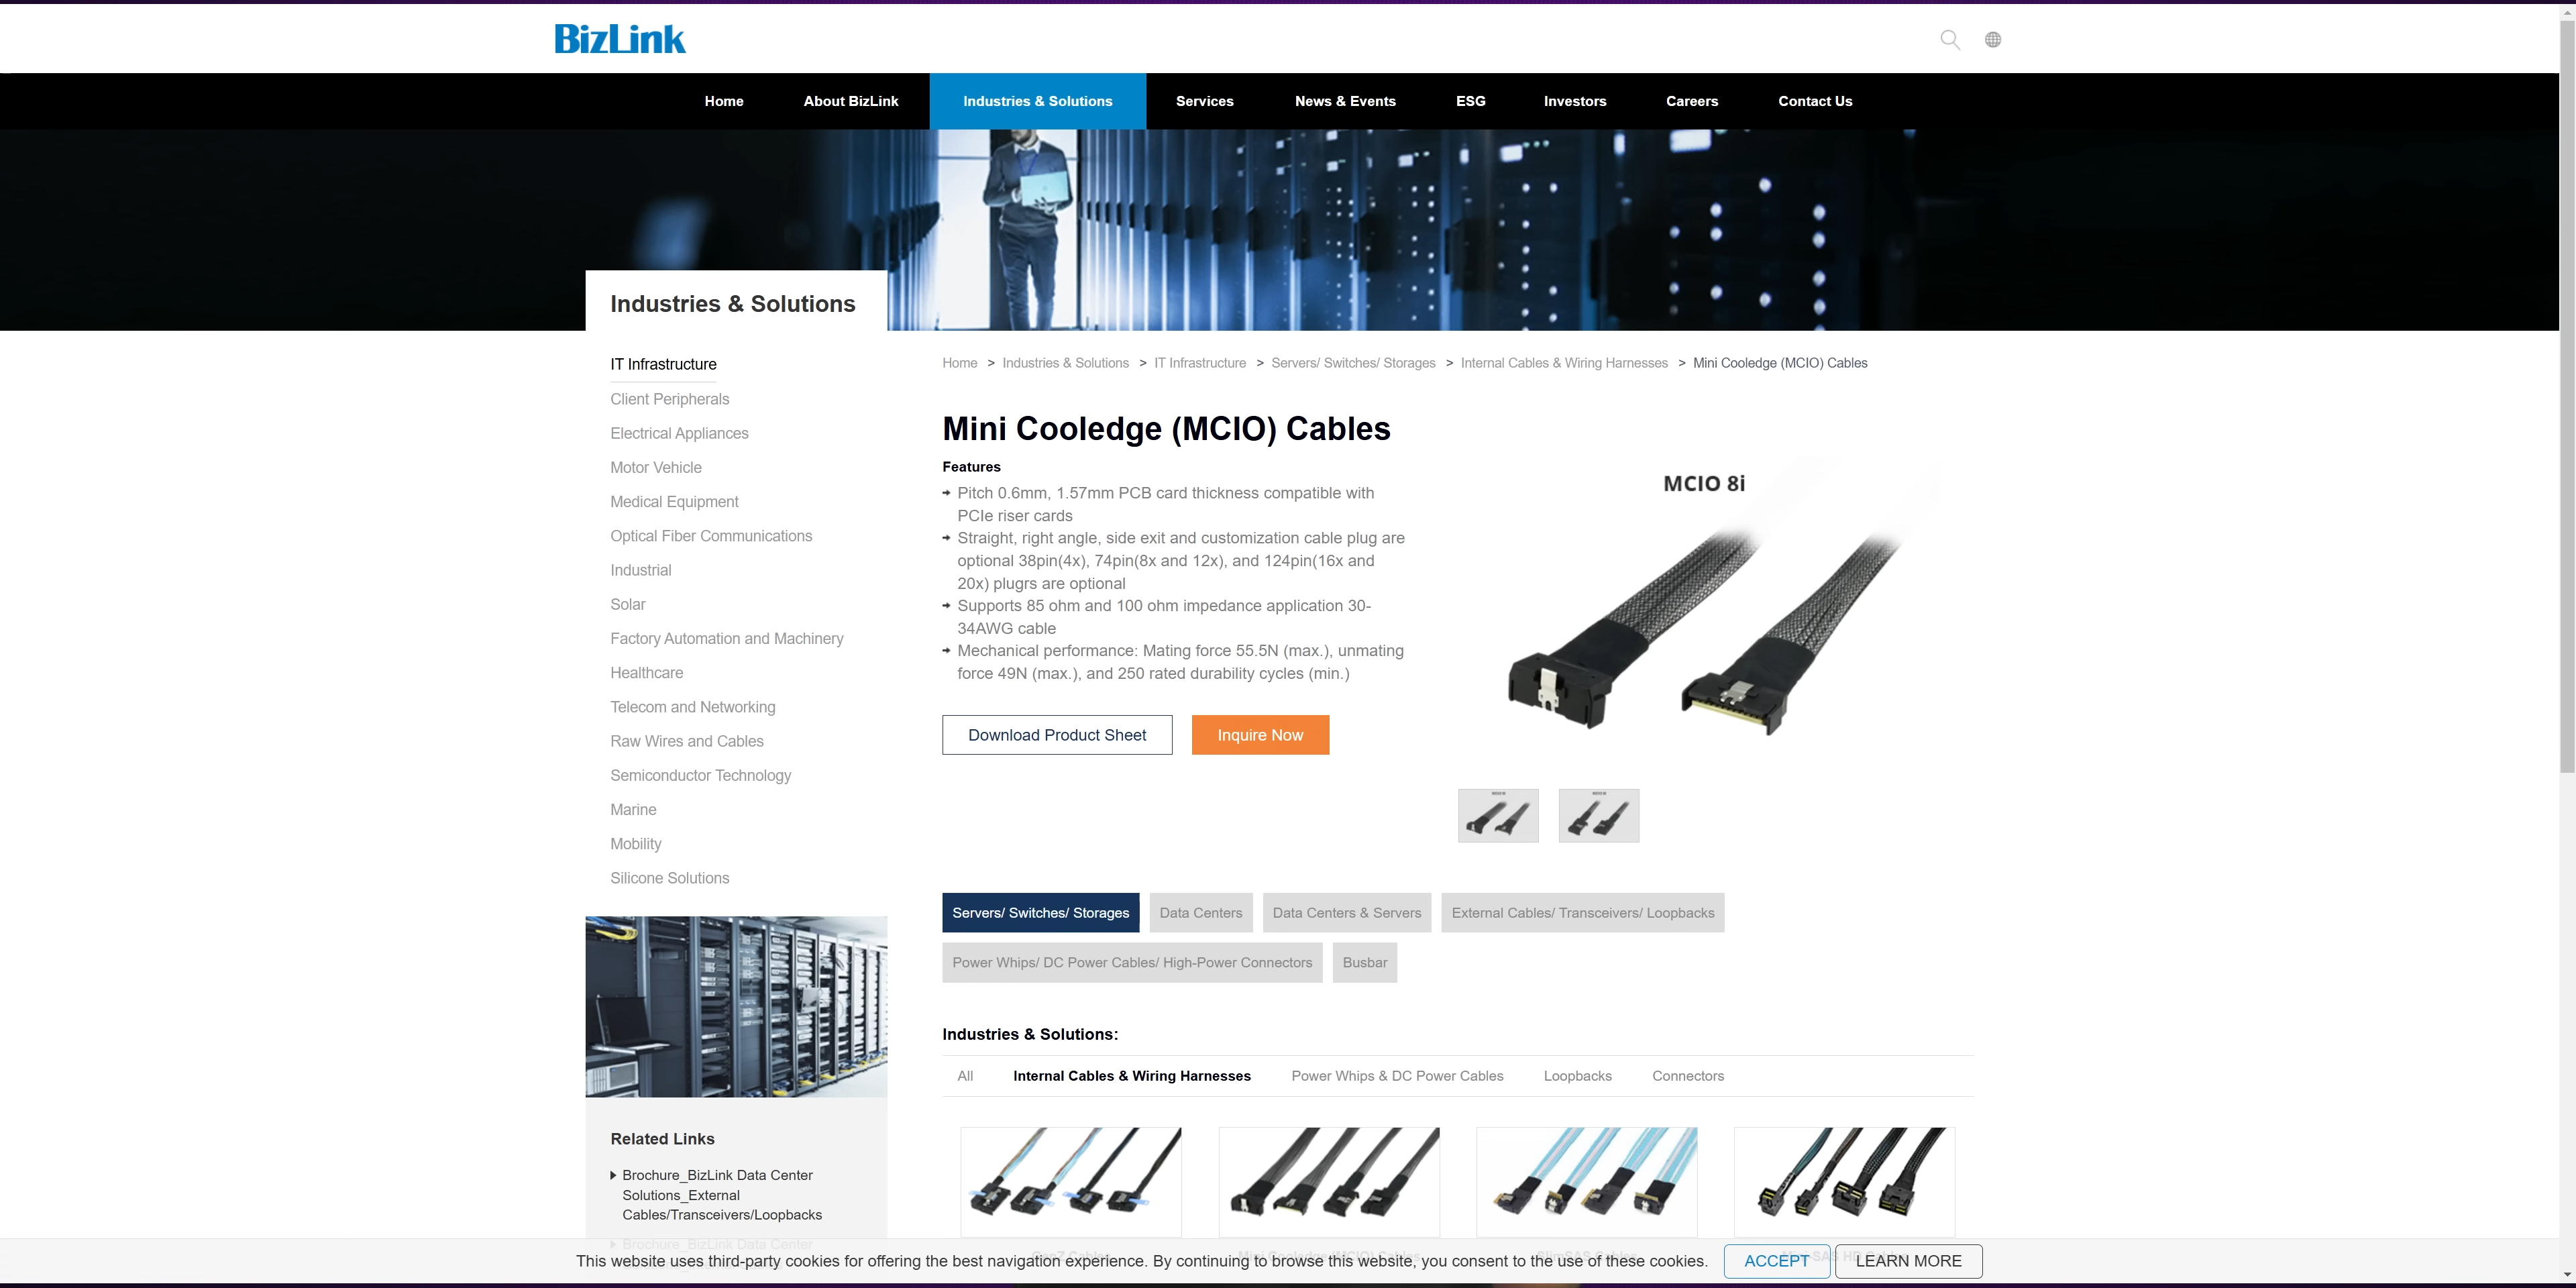 BizLink
Home
About BizLink
Industries & Solutions
Services
News & Events
ESG
Investors
Careers
Contact Us
Industries & Solutions
IT Infrastructure
Client Peripherals
Electrical Appliances
Motor Vehicle
Medical Equipment
Optical Fiber Communications
Industrial
Solar
Factory Automation and Machinery
Healthcare
Telecom and Networking
Raw Wires and Cables
Semiconductor Technology
Marine
Mobility
Silicone Solutions
Related Links
Brochure_BizLink Data Center
Solutions_External
Cables/Transceivers/Loopbacks
Brochure_BizLink Data Center
Home > Industries & Solutions > IT Infrastructure > Servers/ Switches/ Storages > Internal Cables & Wiring Harnesses > Mini Cooledge (MCIO) Cables
Mini Cooledge (MCIO) Cables
Features
Pitch 0.6mm, 1.57mm PCB card thickness compatible with
PCIe riser cards
Straight, right angle, side exit and customization cable plug are
optional 38pin(4x), 74pin(8x and 12x), and 124pin(16x and
20x) plugrs are optional
Supports 85 ohm and 100 ohm impedance application 30-
34AWG cable
Mechanical performance: Mating force 55.5N (max.), unmating
force 49N (max.), and 250 rated durability cycles (min.)
Download Product Sheet
Inquire Now
MCIO 8i
Servers/ Switches/ Storages
Data Centers
Data Centers & Servers
External Cables/ Transceivers/ Loopbacks
Power Whips/ DC Power Cables/ High-Power Connectors
Busbar
Industries & Solutions:
All
Internal Cables & Wiring Harnesses
Power Whips & DC Power Cables
Loopbacks
Connectors
This website uses third-party cookies for offering the best navigation experience. By continuing to browse this website, you consent to the use of these cookies.
ACCEPT
LEARN MORE